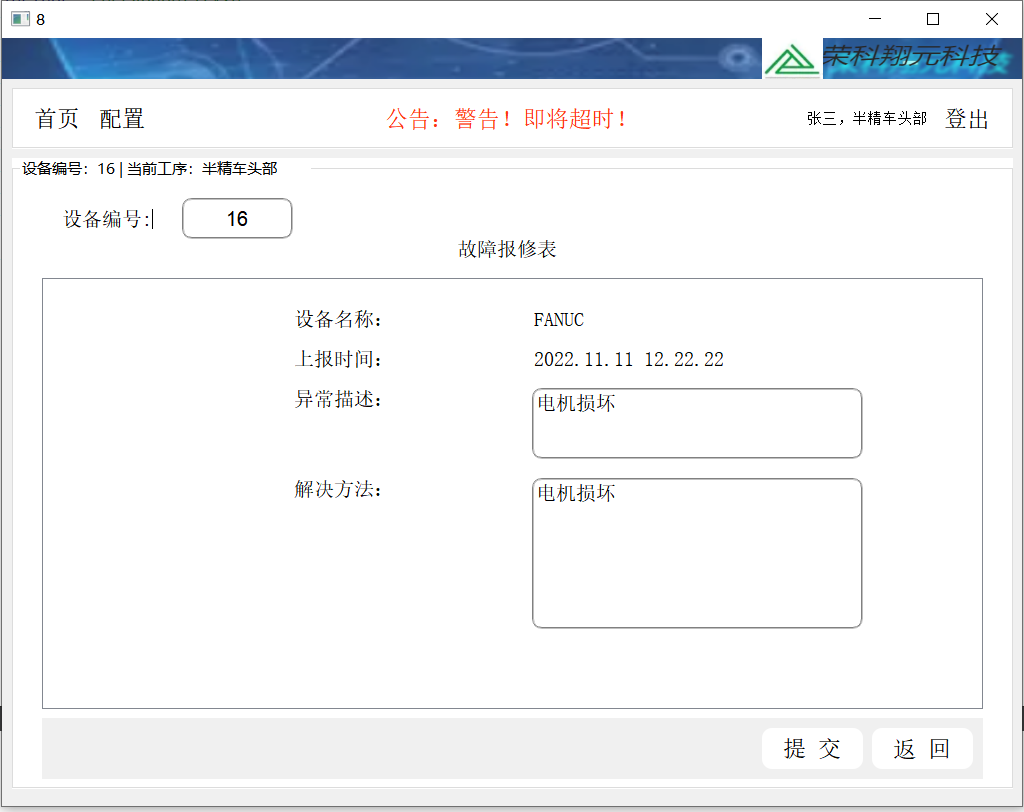 8
荣科翔元科技
首页 配置 公告：警告！即将超时！ 张三，半精车头部 登出
设备编号：16 | 当前工序：半精车头部
设备编号: 16
故障报修表
设备名称： FANUC
上报时间： 2022.11.11 12.22.22
异常描述： 电机损坏
解决方法： 电机损坏
提 交 返 回